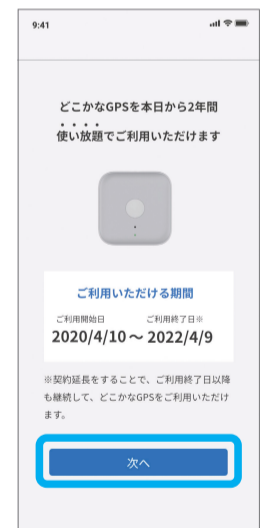 9:41
どこかなGPSを本日から2年間
使い放題でご利用いただけます
ご利用いただける期間
ご利用開始日 ご利用終了日※
2020/4/10～2022/4/9
※契約延長をすることで、ご利用終了日以降
も継続して、どこかなGPSをご利用いただけ
ます。
次へ